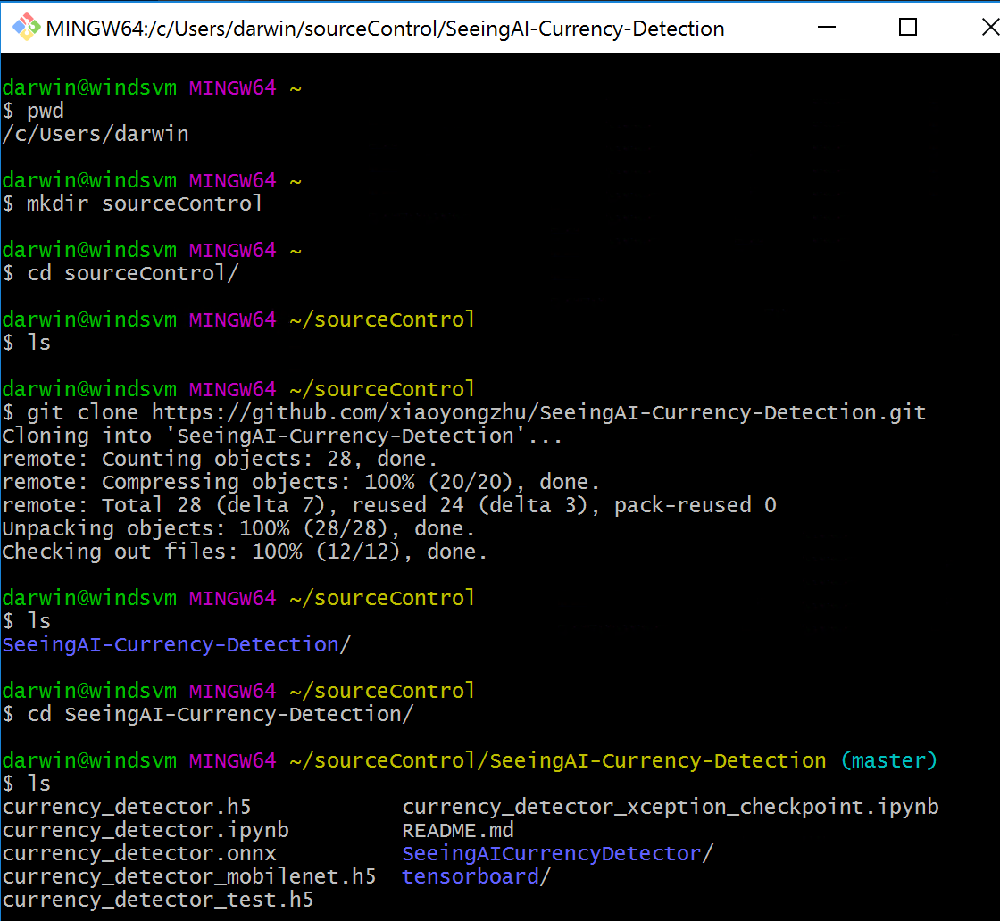 MINGW64:/c/Users/darwin/sourceControl/SeeingAI-Currency-Detection
darwin@windsvm MINGW64 ~
$ pwd
/c/Users/darwin
darwin@windsvm MINGW64 ~
$ mkdir sourceControl
darwin@windsvm MINGW64 ~
$ cd sourceControl/
darwin@windsvm MINGW64 ~/sourceControl
$ ls
darwin@windsvm MINGW64 ~/sourceControl
$ git clone https://github.com/xiaoyongzhu/SeeingAI-Currency-Detection.git
Cloning into 'SeeingAI-Currency-Detection'...
remote: Counting objects: 28, done.
remote: Compressing objects: 100% (20/20), done.
remote: Total 28 (delta 7), reused 24 (delta 3), pack-reused 0
Unpacking objects: 100% (28/28), done.
Checking out files: 100% (12/12), done.
darwin@windsvm MINGW64 ~/sourceControl
$ ls
SeeingAI-Currency-Detection/
darwin@windsvm MINGW64 ~/sourceControl
$ cd SeeingAI-Currency-Detection/
darwin@windsvm MINGW64 ~/sourceControl/SeeingAI-Currency-Detection (master)
$ ls
currency_detector.h5 currency_detector_xception_checkpoint.ipynb
currency_detector.ipynb README.md
currency_detector.onnx SeeingAICurrencyDetector/
currency_detector_mobilenet.h5 tensorboard/
currency_detector_test.h5